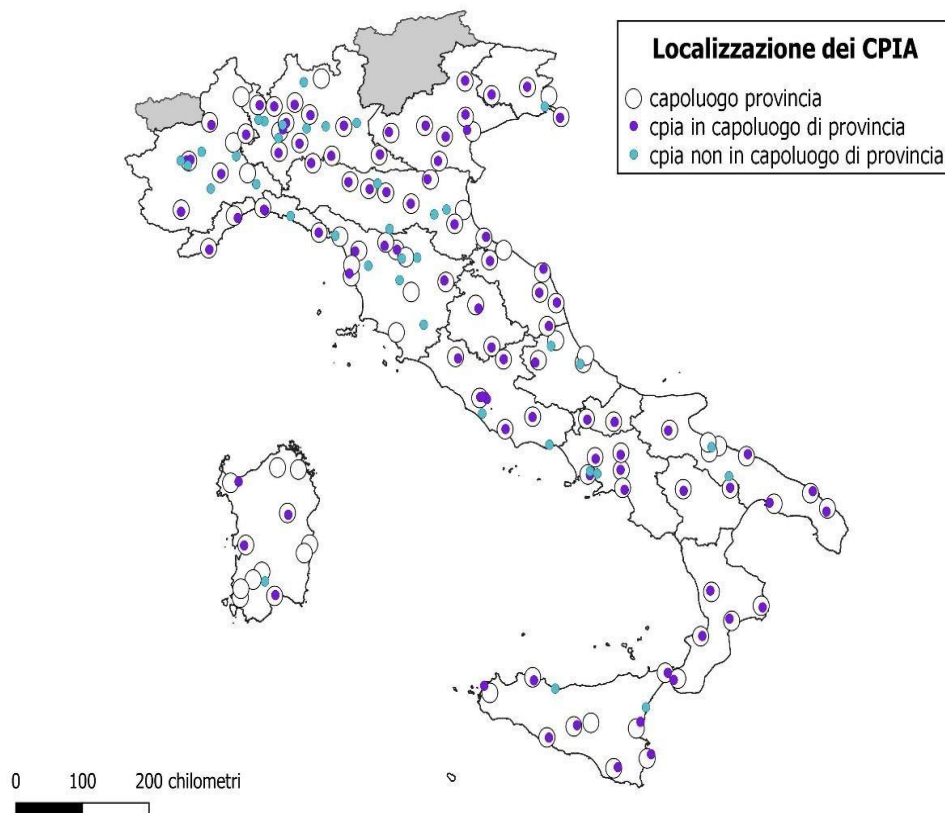 Localizzazione dei CPIA
capoluogo provincia
cpia in capoluogo di provincia
cpia non in capoluogo di provincia
0 100 200 chilometri